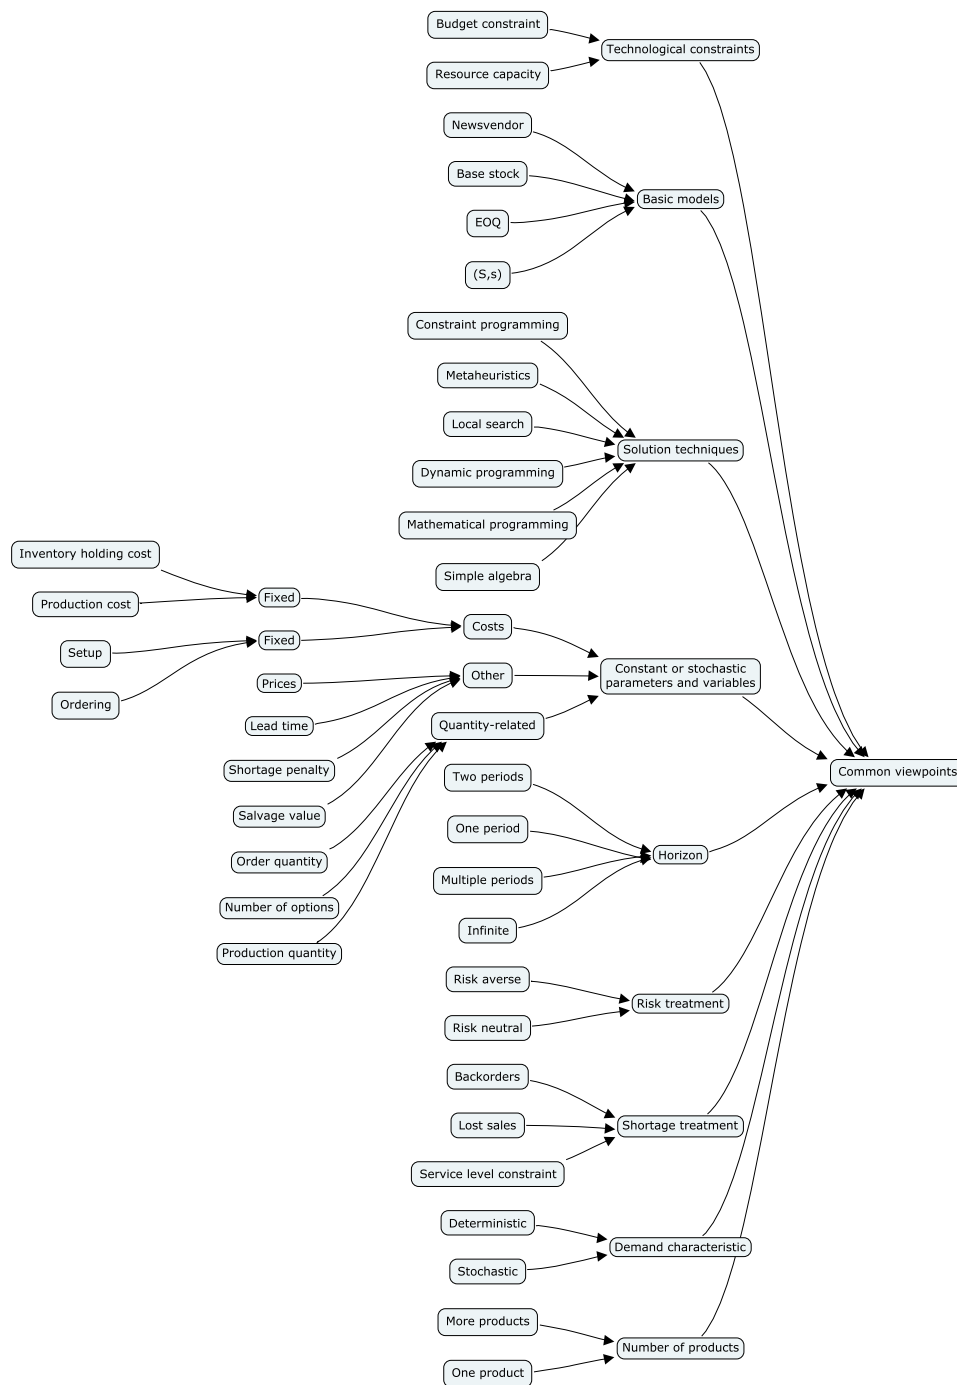 Budget constraint
Technological constraints
Resource capacity
Newsvendor
Base stock
Basic models
EOQ
(S,s)
Constraint programming
Metaheuristics
Local search
Solution techniques
Dynamic programming
Mathematical programming
Simple algebra
Inventory holding cost
Fixed
Production cost
Costs
Fixed
Setup
Ordering
Other
Constant or stochastic
parameters and variables
Prices
Lead time
Quantity-related
Shortage penalty
Salvage value
Order quantity
Number of options
Production quantity
Two periods
Common viewpoints
One period
Horizon
Multiple periods
Infinite
Risk averse
Risk treatment
Risk neutral
Backorders
Lost sales
Shortage treatment
Service level constraint
Deterministic
Demand characteristic
Stochastic
More products
Number of products
One product